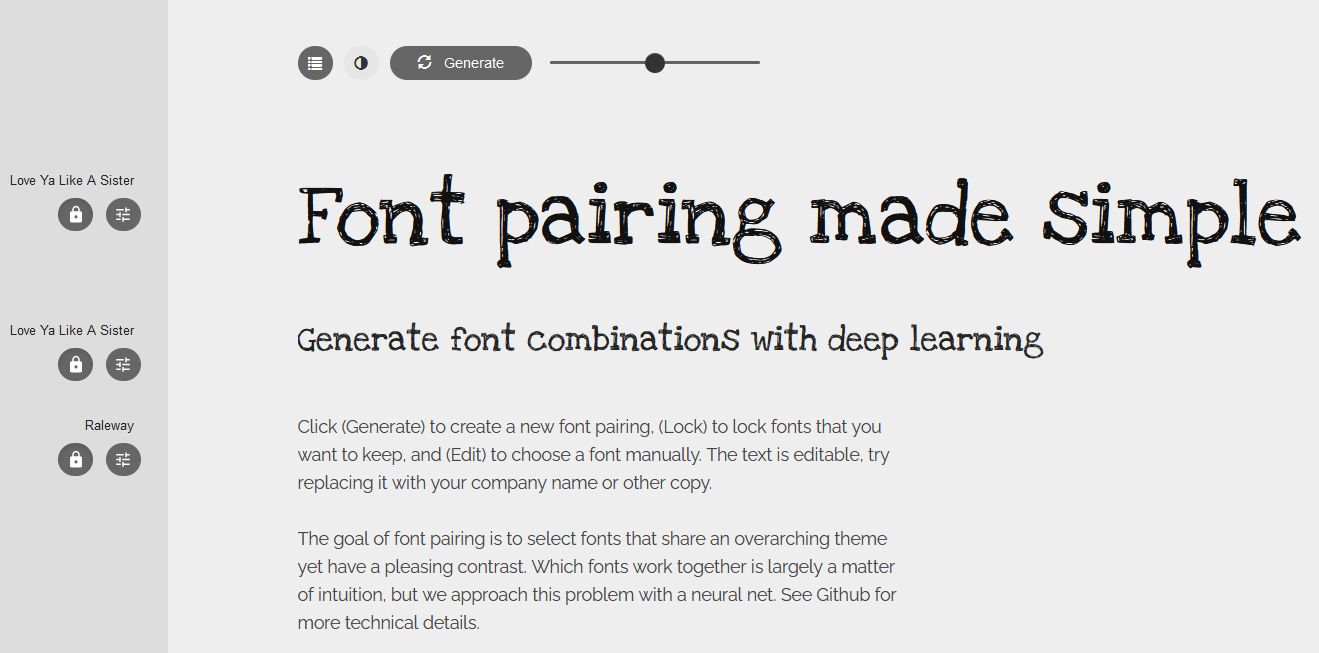 Generate
Love Ya Like A Sister
Font pairing made simple
Love Ya Like A Sister
Generate font combinations with deep learning
Raleway
Click (Generate) to create a new font pairing, (Lock) to lock fonts that you
want to keep, and (Edit) to choose a font manually. The text is editable, try
replacing it with your company name or other copy.
The goal of font pairing is to select fonts that share an overarching theme
yet have a pleasing contrast. Which fonts work together is largely a matter
of intuition, but we approach this problem with a neural net. See Github for
more technical details.